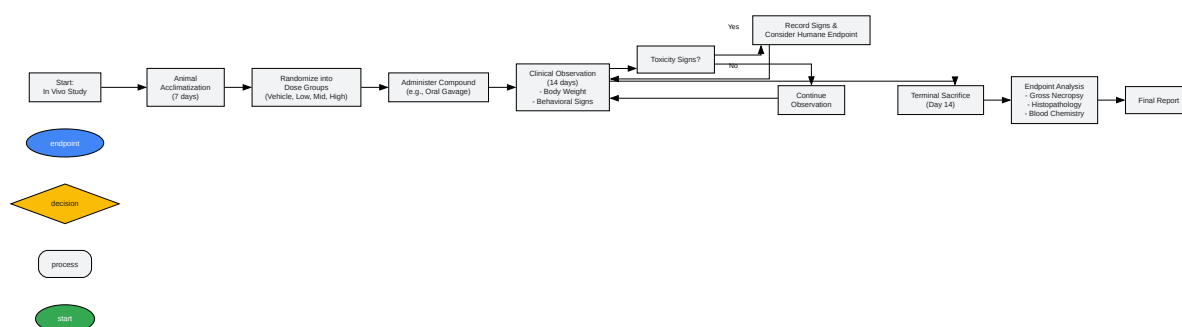 Start:
In Vivo Study
Animal
Acclimatization
(7 days)
Randomize into
Dose Groups
(Vehicle, Low, Mid, High)
Administer Compound
(e.g., Oral Gavage)
Clinical Observation
(14 days)
- Body Weight
- Behavioral Signs
Toxicity Signs?
Yes
No
Record Signs &
Consider Humane Endpoint
Continue
Observation
Terminal Sacrifice
(Day 14)
Endpoint Analysis
- Gross Necropsy
- Histopathology
- Blood Chemistry
Final Report
endpoint
decision
process
start